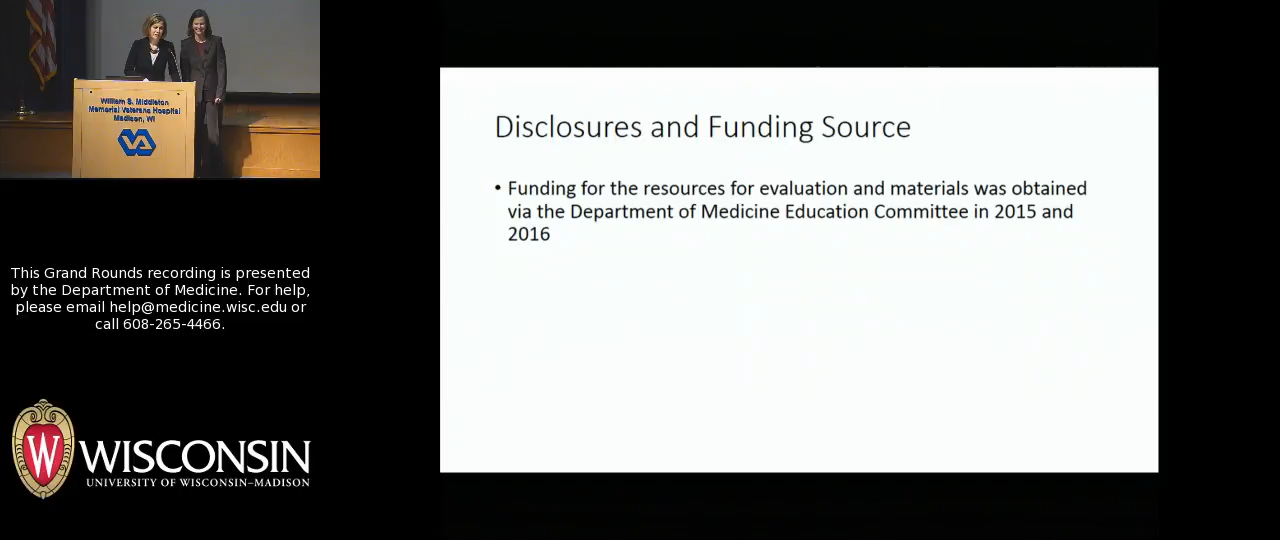 William S. Middleton
Memorial Veterans Hospital
Madison, WI
VA
Disclosures and Funding Source
• Funding for the resources for evaluation and materials was obtained
via the Department of Medicine Education Committee in 2015 and
2016
This Grand Rounds recording is presented
by the Department of Medicine. For help,
please email help@medicine.wisc.edu or
call 608-265-4466.
W WISCONSIN
UNIVERSITY OF WISCONSIN–MADISON